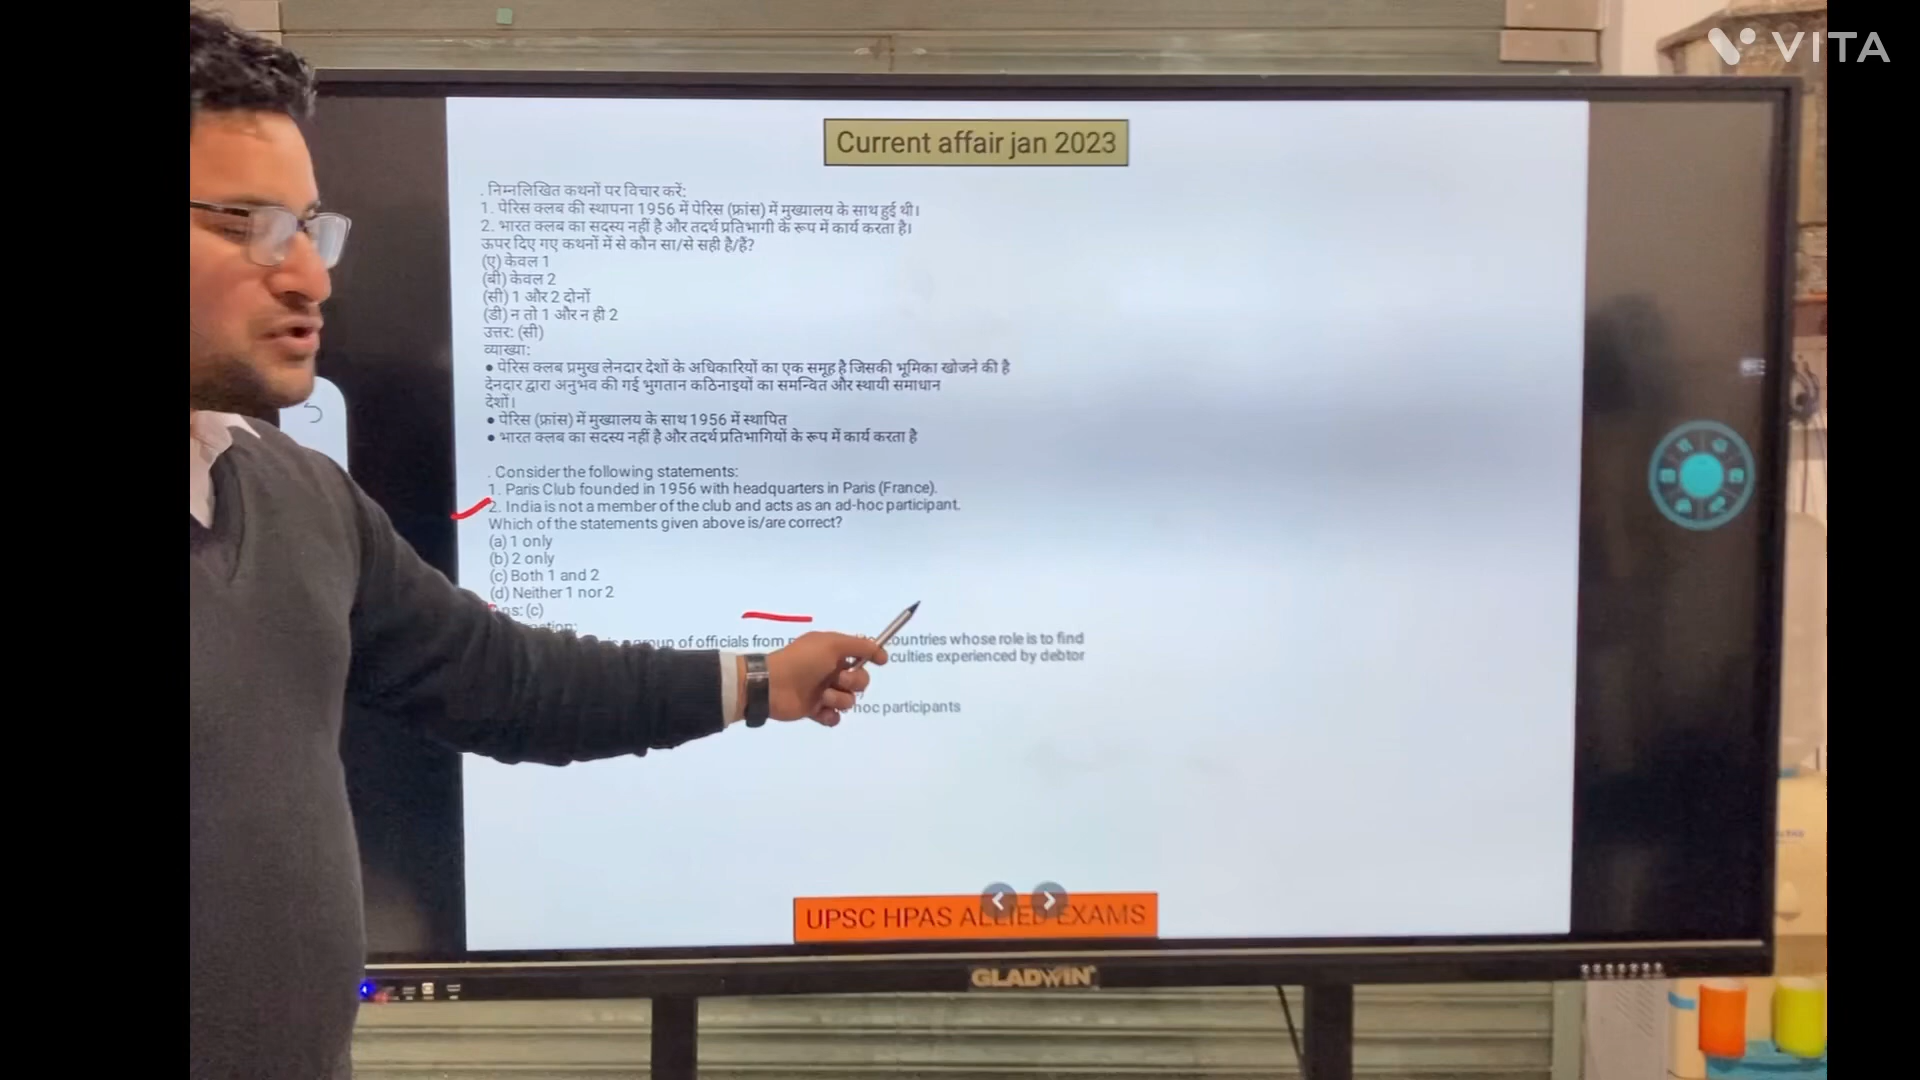 VITA
Current affair jan 2023
. निम्नलिखित कथनों पर विचार करें:
1. पेरिस क्लब की स्थापना 1956 में पेरिस (फ्रांस) में मुख्यालय के साथ हुई थी।
2. भारत क्लब का सदस्य नहीं है और तदर्थ प्रतिभागी के रूप में कार्य करता है।
ऊपर दिए गए कथनों में से कौन सा/से सही है/हैं?
(ए) केवल 1
(बी) केवल 2
(सी) 1 और 2 दोनों
(डी) न तो 1 और न ही 2
उत्तर: (सी)
व्याख्या:
• पेरिस क्लब प्रमुख लेनदार देशों के अधिकारियों का एक समूह है जिसकी भूमिका खोजने की है
देनदार द्वारा अनुभव की गई भुगतान कठिनाइयों का समन्वित और स्थायी समाधान
देशों।
• पेरिस (फ्रांस) में मुख्यालय के साथ 1956 में स्थापित
• भारत क्लब का सदस्य नहीं है और तदर्थ प्रतिभागियों के रूप में कार्य करता है
. Consider the following statements:
1. Paris Club founded in 1956 with headquarters in Paris (France).
2. India is not a member of the club and acts as an ad-hoc participant.
Which of the statements given above is/are correct?
(a) 1 only
(b) 2 only
(c) Both 1 and 2
(d) Neither 1 nor 2
(c)
group of officials from countries whose role is to find
experienced by debtor
hoc participants
UPSC HPAS ALLIED EXAMS
GLADWIN